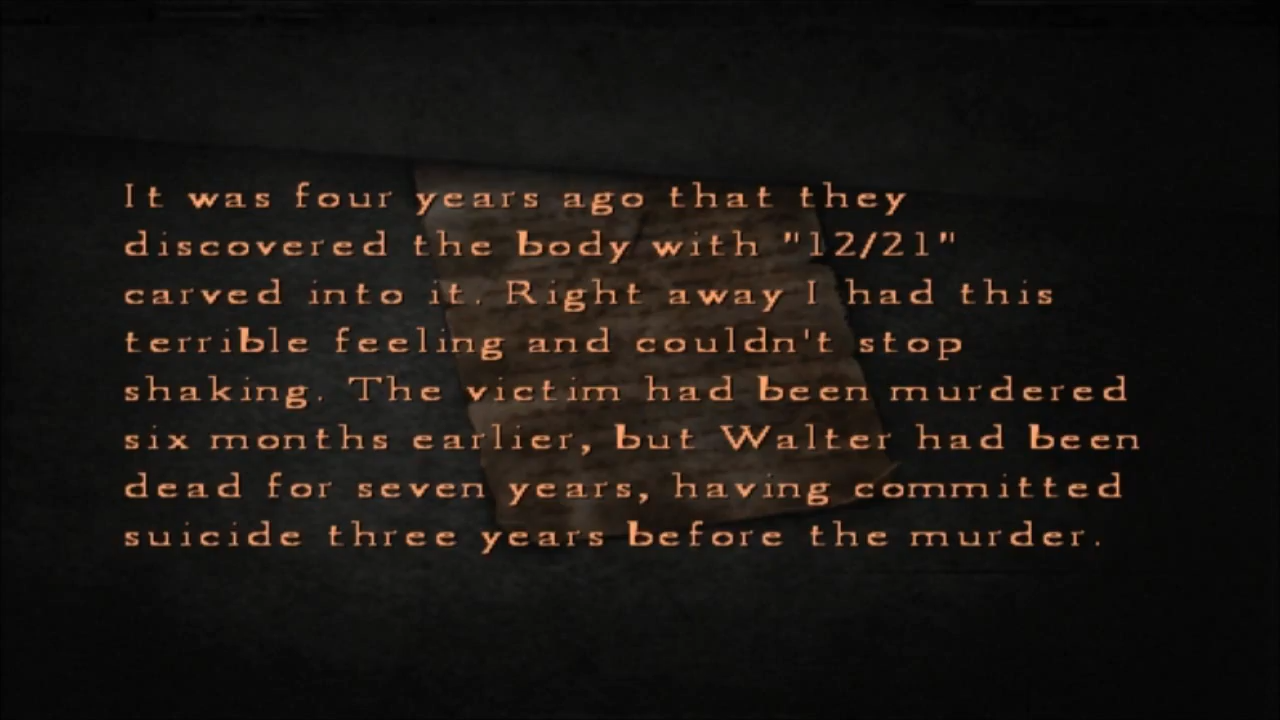 It was four years ago that they
discovered the body with "12/21"
carved into it. Right away I had this
terrible feeling and couldn't stop
shaking. The victim had been murdered
six months earlier, but Walter had been
dead for seven years, having committed
suicide three years before the murder.